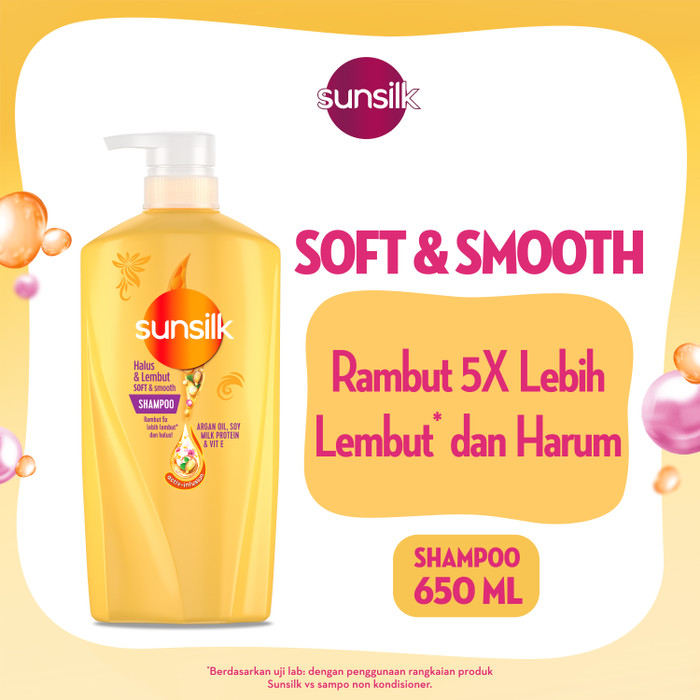 sunsilk
SOFT & SMOOTH
Rambut 5X Lebih
Lembut* dan Harum
SHAMPOO
650 ML
sunsilk
Halus
& Lembut
SOFT & smooth
SHAMPOO
Rambut 5x
lebih lembut*
dan halus!
ARGAN OIL, SOY
MILK PROTEIN
& VIT E
activ-infusion
*Berdasarkan uji lab: dengan penggunaan rangkaian produk
Sunsilk vs sampo non kondisioner.